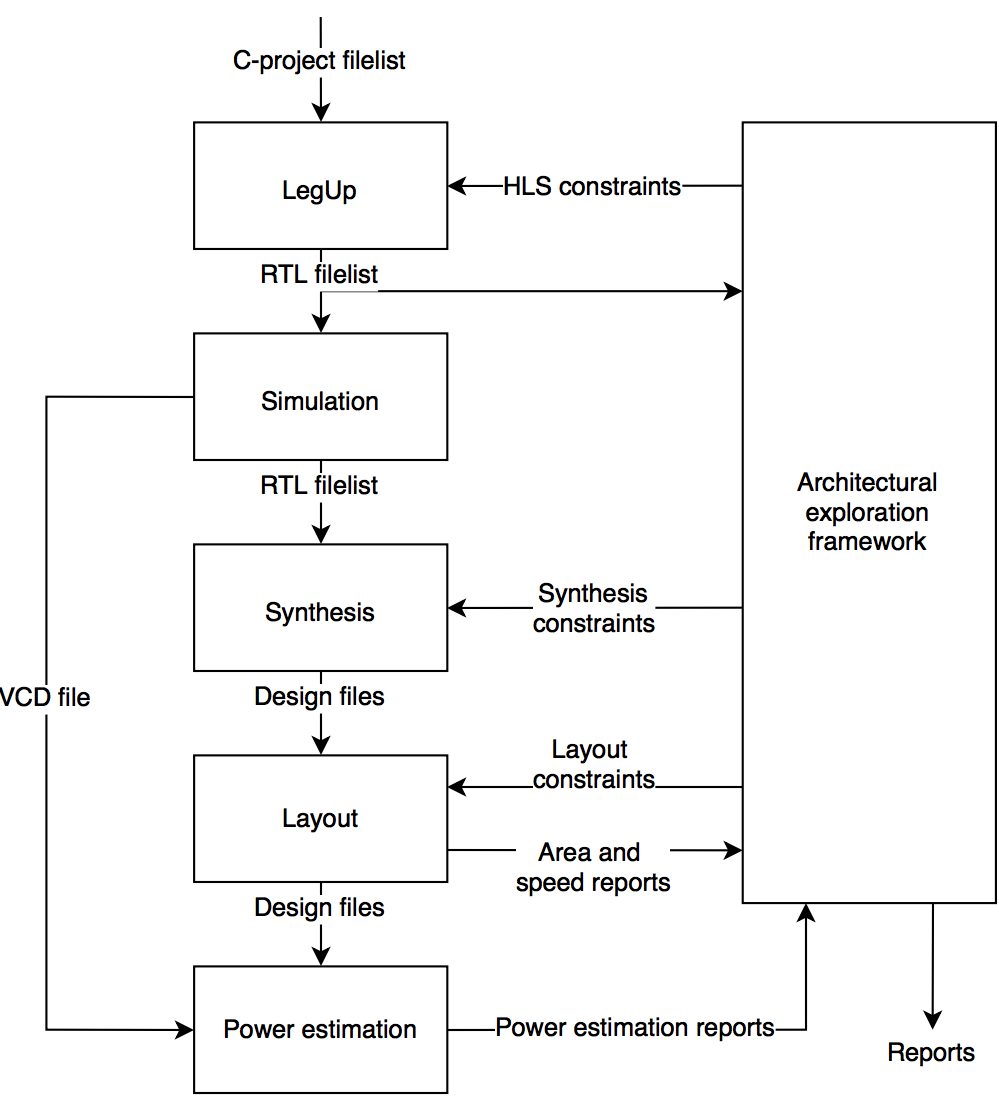 C-project filelist
LegUp
HLS constraints
RTL filelist
Simulation
RTL filelist
Architectural
exploration
framework
Synthesis
Synthesis
constraints
VCD file
Design files
Layout
Layout
constraints
Area and
speed reports
Design files
Power estimation
Power estimation reports
Reports